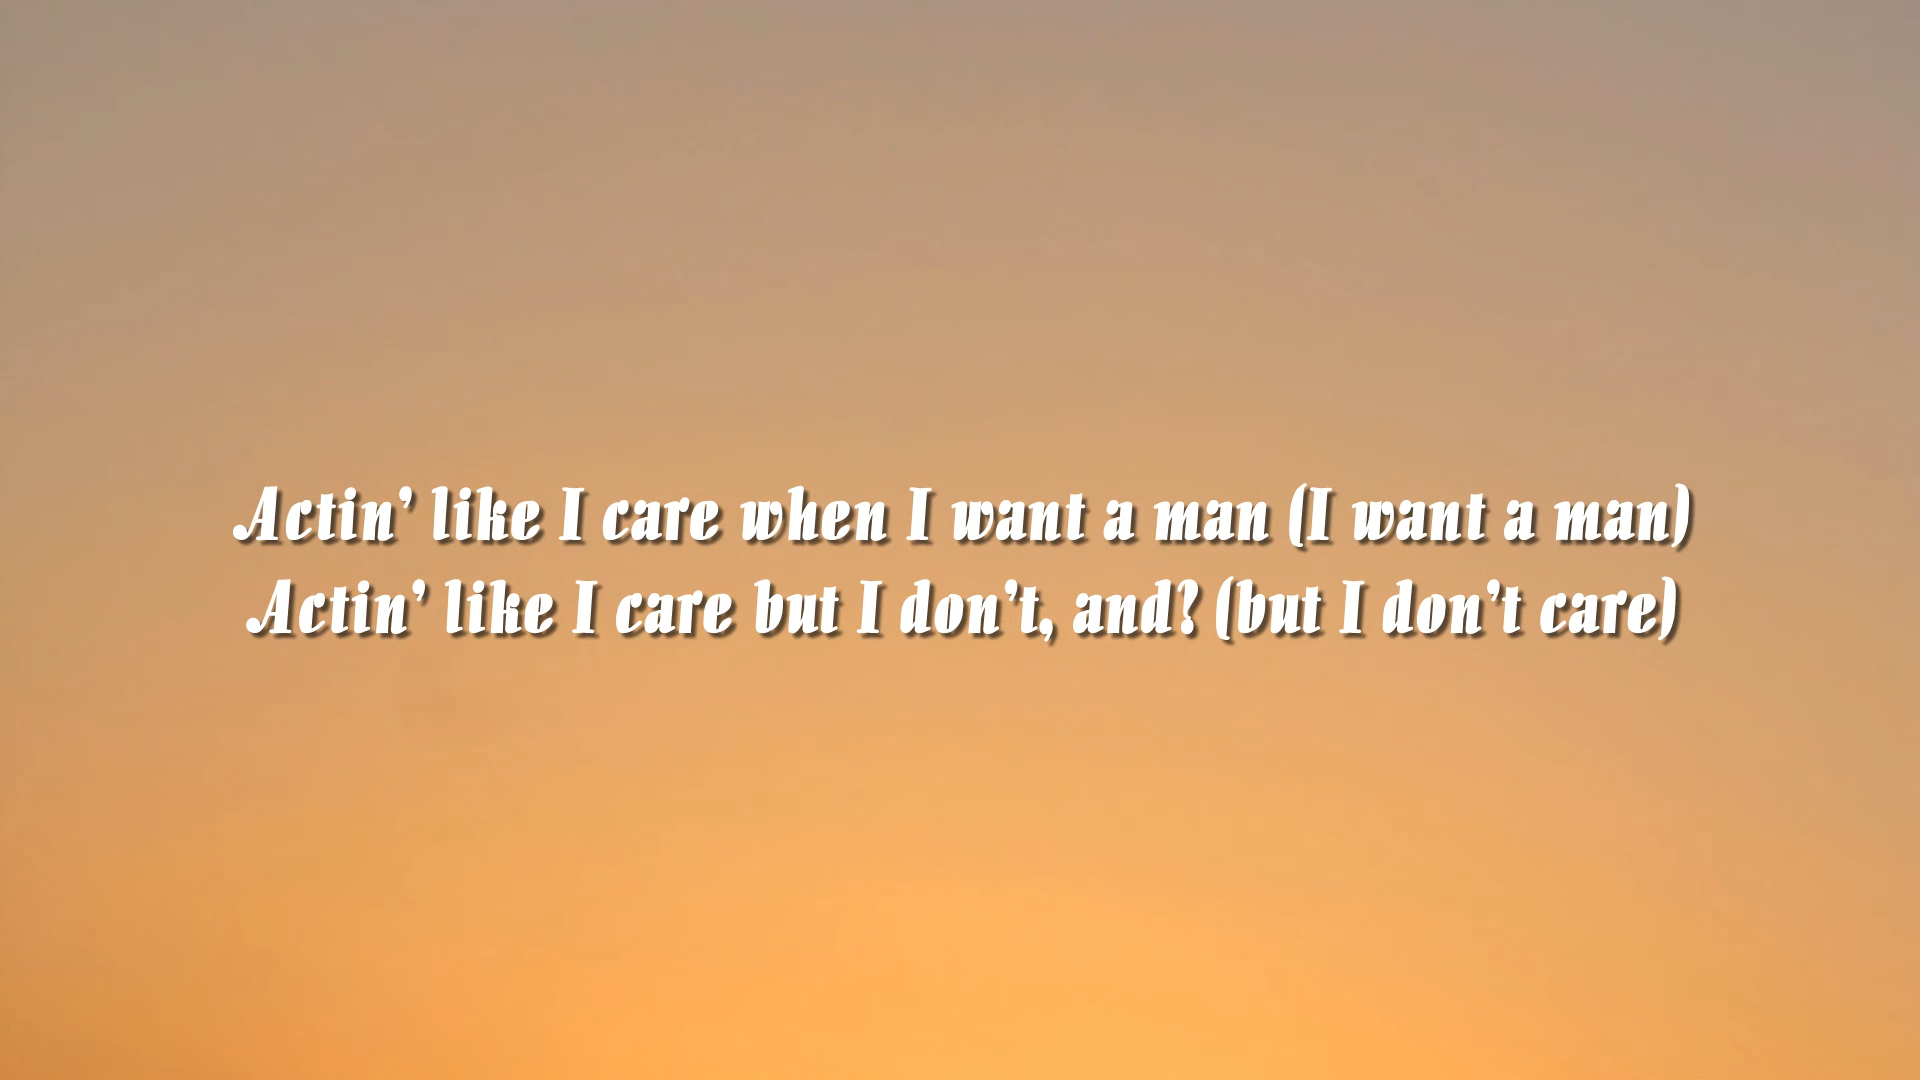 Actin’ like I care when I want a man (I want a man)
Actin’ like I care but I don’t, and? (but I don’t care)